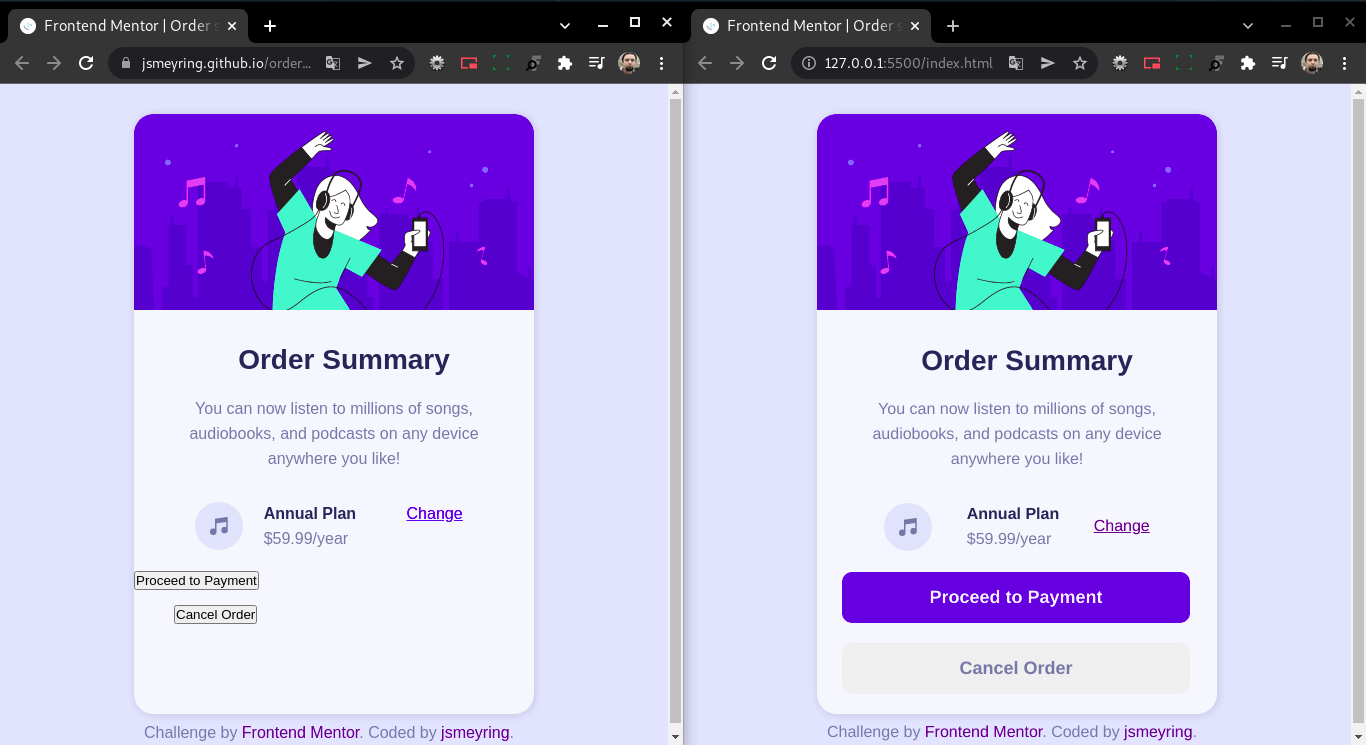 Frontend Mentor | Order s
jsmeyring.github.io/order...
Order Summary
You can now listen to millions of songs,
audiobooks, and podcasts on any device
anywhere you like!
Annual Plan
Change
$59.99/year
Proceed to Payment
Cancel Order
Challenge by Frontend Mentor. Coded by jsmeyring.
Frontend Mentor | Order s
127.0.0.1:5500/index.html
Order Summary
You can now listen to millions of songs,
audiobooks, and podcasts on any device
anywhere you like!
Annual Plan
$59.99/year
Change
Proceed to Payment
Cancel Order
Challenge by Frontend Mentor. Coded by jsmeyring.